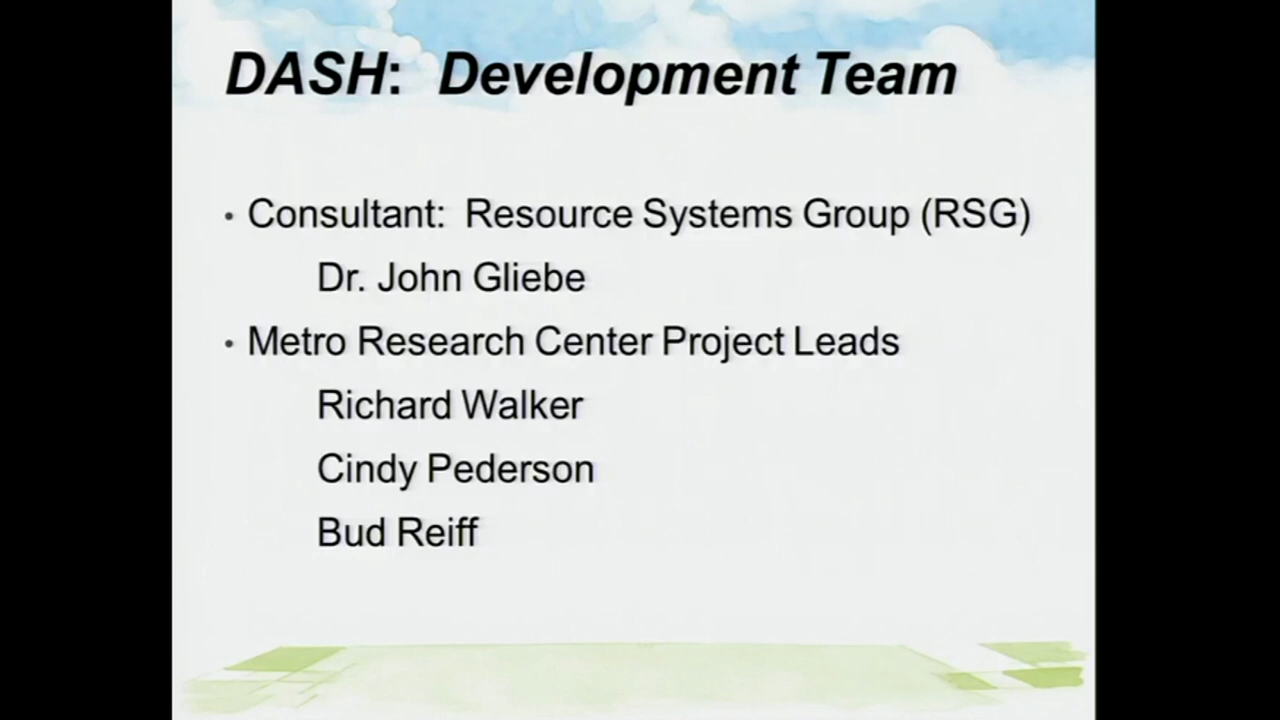 DASH: Development Team
• Consultant: Resource Systems Group (RSG)
Dr. John Gliebe
• Metro Research Center Project Leads
Richard Walker
Cindy Pederson
Bud Reiff